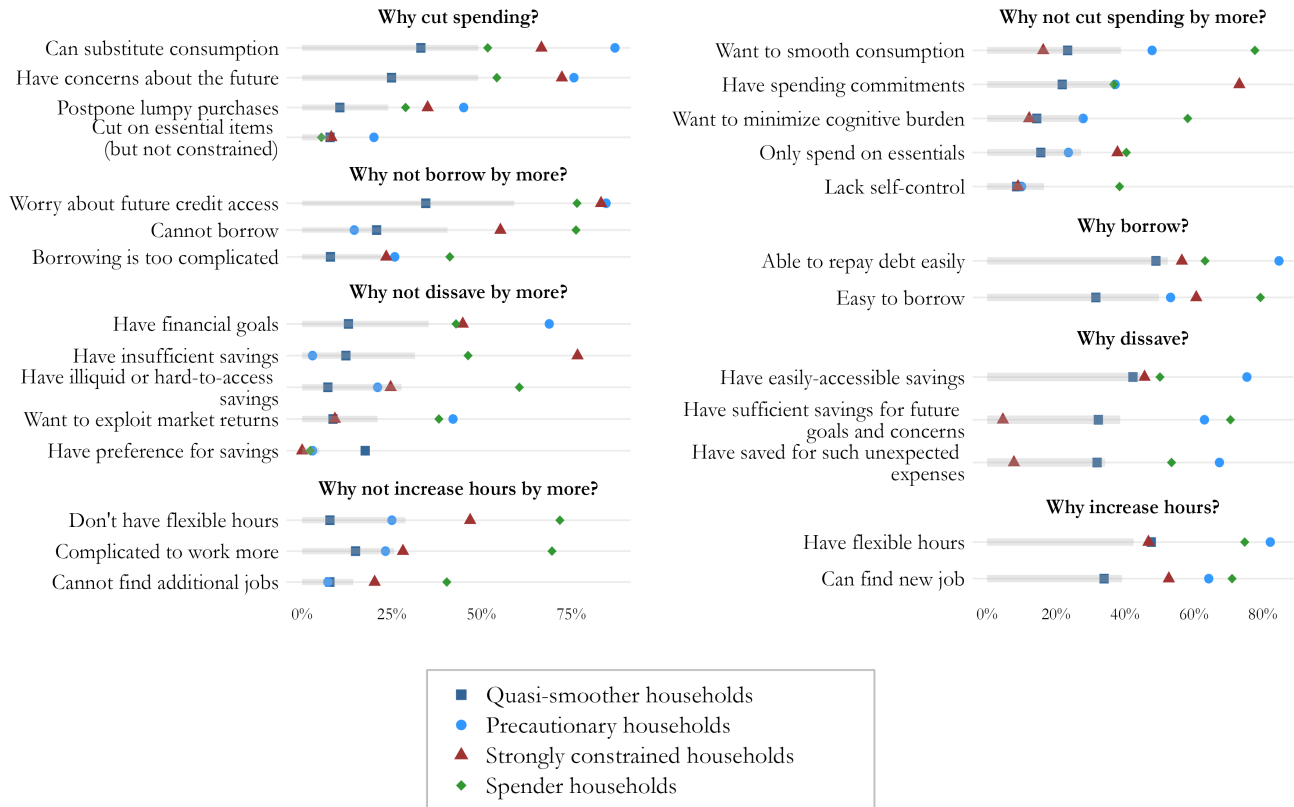 Why cut spending?
Can substitute consumption
Have concerns about the future
Postpone lumpy purchases
Cut on essential items
(but not constrained)
Why not borrow by more?
Worry about future credit access
Cannot borrow
Borrowing is too complicated
Why not dissave by more?
Have financial goals
Have insufficient savings
Have illiquid or hard-to-access
savings
Want to exploit market returns
Have preference for savings
Why not increase hours by more?
Don't have flexible hours
Complicated to work more
Cannot find additional jobs
0% 25% 50% 75%
Why not cut spending by more?
Want to smooth consumption
Have spending commitments
Want to minimize cognitive burden
Only spend on essentials
Lack self-control
Why borrow?
Able to repay debt easily
Easy to borrow
Why dissave?
Have easily-accessible savings
Have sufficient savings for future
goals and concerns
Have saved for such unexpected
expenses
Why increase hours?
Have flexible hours
Can find new job
0% 20% 40% 60% 80%
Quasi-smoother households
Precautionary households
Strongly constrained households
Spender households